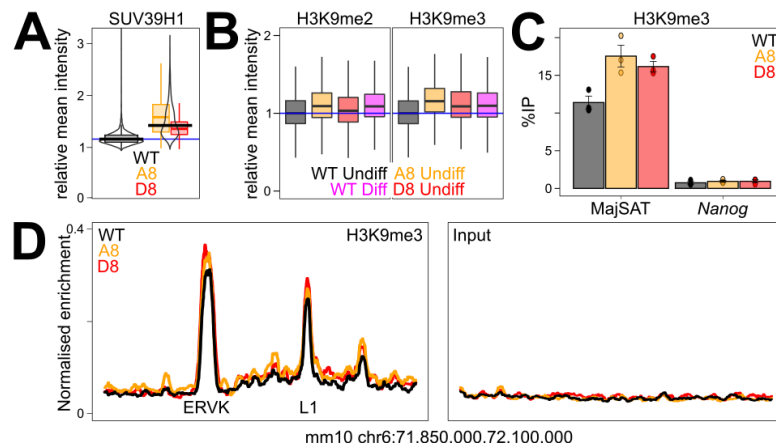 A
SUV39H1
relative mean intensity
3
2
1
WT
A8
D8
B
H3K9me2
H3K9me3
relative mean intensity
2
1
0
WT Undiff
A8 Undiff
WT Diff
D8 Undiff
C
H3K9me3
%IP
15
10
5
0
WT
A8
D8
MajSAT
Nanog
D
Normalised enrichment
0.4
0
WT
A8
D8
H3K9me3
ERVK
L1
Input
mm10 chr6:71.850.000.72.100.000